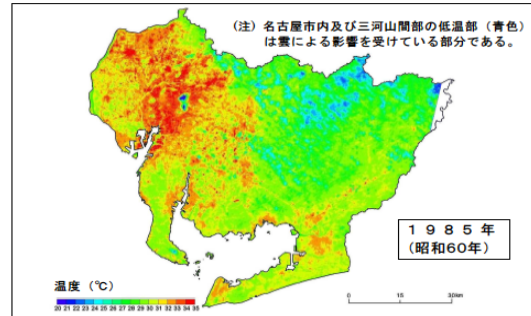 (注）名古屋市内及び三河山間部の低温部（青色）
は雲による影響を受けている部分である。
１９８５年
（昭和60年）
温度（℃）
20 21 22 23 24 25 26 27 28 29 30 31 32 33 34 35
0 15 30km